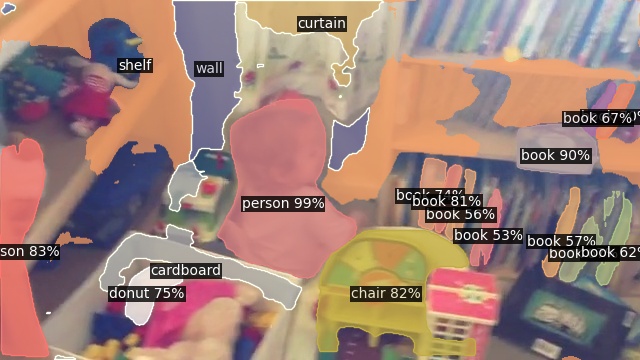 curtain
shelf
wall
book 67%
book 90%
book 74%
book 81%
book 56%
person 99%
book 53%
book 57%
book 62%
son 83%
cardboard
donut 75%
chair 82%